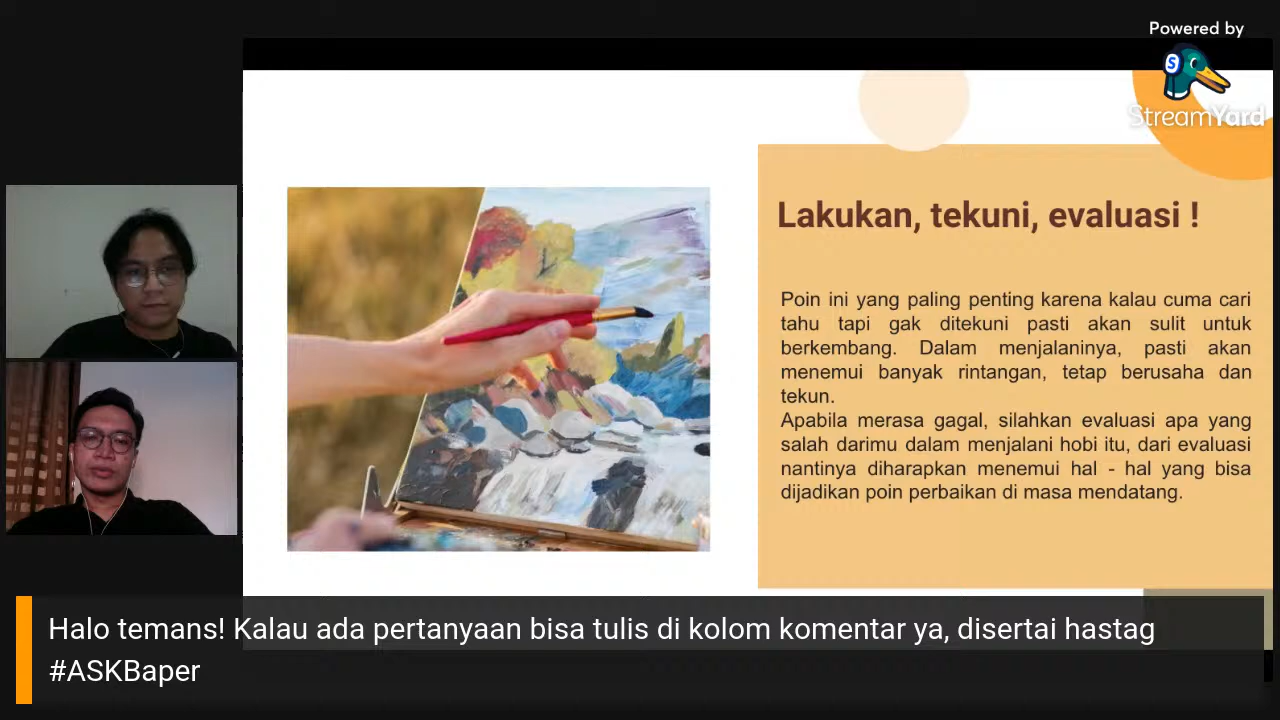 Powered by
StreamYard
Lakukan, tekuni, evaluasi !
Poin ini yang paling penting karena kalau cuma cari
tahu tapi gak ditekuni pasti akan sulit untuk
berkembang. Dalam menjalaninya, pasti akan
menemui banyak rintangan, tetap berusaha dan
tekun.
Apabila merasa gagal, silahkan evaluasi apa yang
salah darimu dalam menjalani hobi itu, dari evaluasi
nantinya diharapkan menemui hal - hal yang bisa
dijadikan poin perbaikan di masa mendatang.
Halo temans! Kalau ada pertanyaan bisa tulis di kolom komentar ya, disertai hastag
#ASKBaper